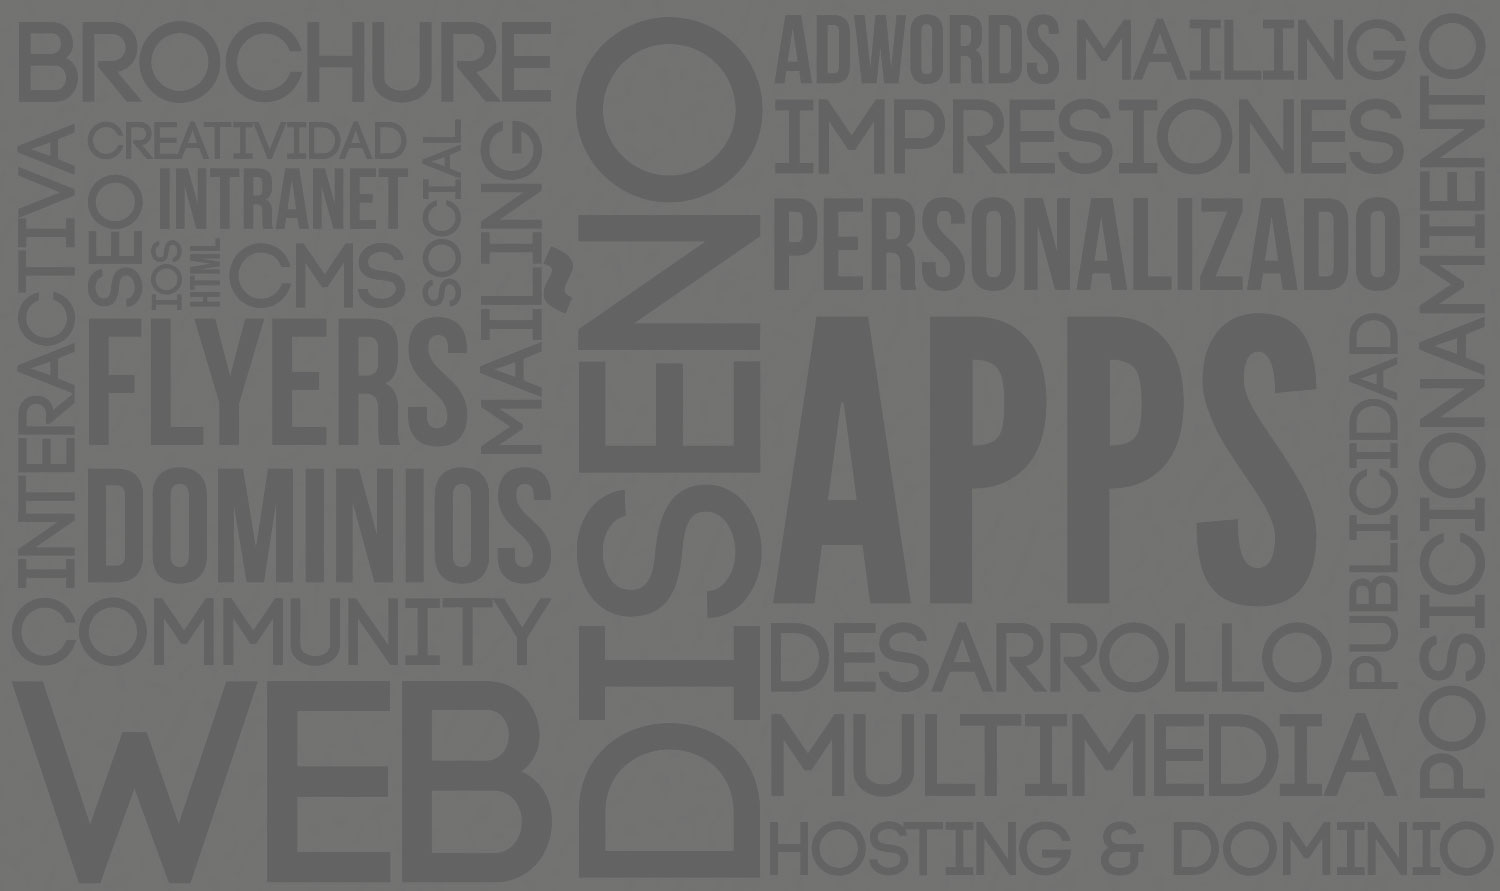 BROCHURE
INTERACTIVA
CREATIVIDAD
SEO
INTRANET
IOS
HTML
CMS
SOCIAL
MAILING
FLYERS
DOMINIOS
COMMUNITY
WEB
DISEÑO
ADWORDS
MAILING
IMPRESIONES
PERSONALIZADO
APPS
PUBLICIDAD
POSICIONAMIENTO
DESARROLLO
MULTIMEDIA
HOSTING & DOMINIO